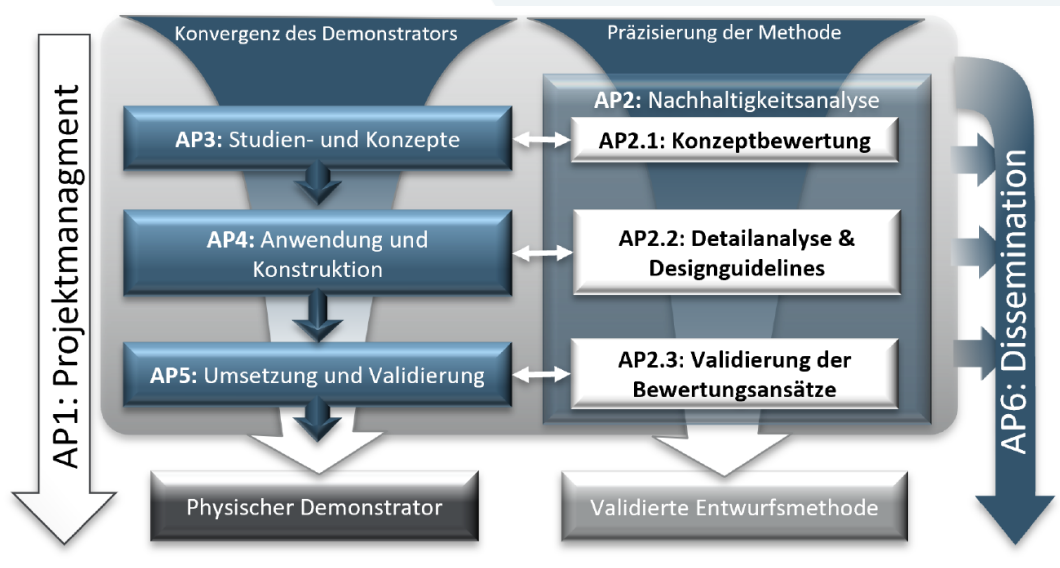 Konvergenz des Demonstrators
Präzisierung der Methode
AP1: Projektmanagment
AP2: Nachhaltigkeitsanalyse
AP3: Studien- und Konzepte
AP2.1: Konzeptbewertung
AP4: Anwendung und
Konstruktion
AP2.2: Detailanalyse &
Designguidelines
AP5: Umsetzung und Validierung
AP2.3: Validierung der
Bewertungsansätze
AP6: Dissemination
Physischer Demonstrator
Validierte Entwurfsmethode